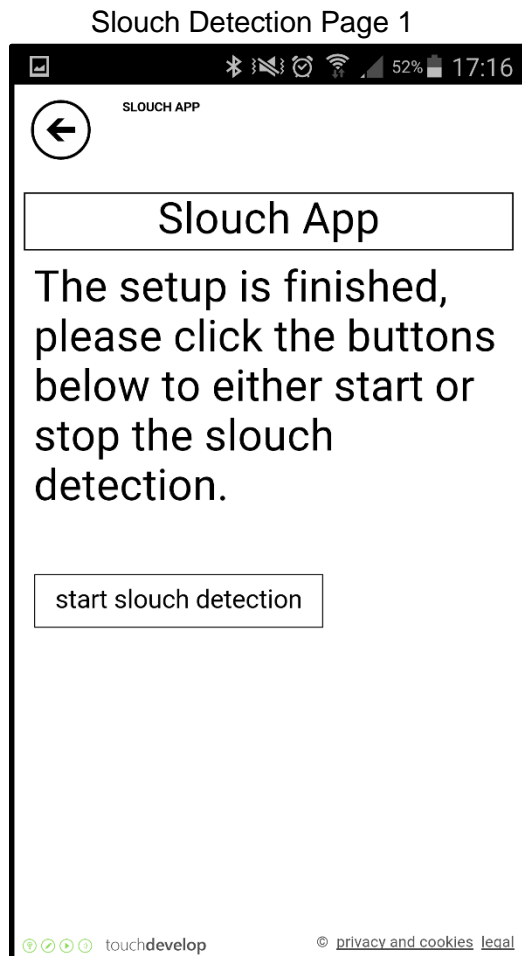 Slouch Detection Page 1
52% 17:16
SLOUCH APP
Slouch App
The setup is finished,
please click the buttons
below to either start or
stop the slouch
detection.
start slouch detection
touchdevelop © privacy and cookies legal